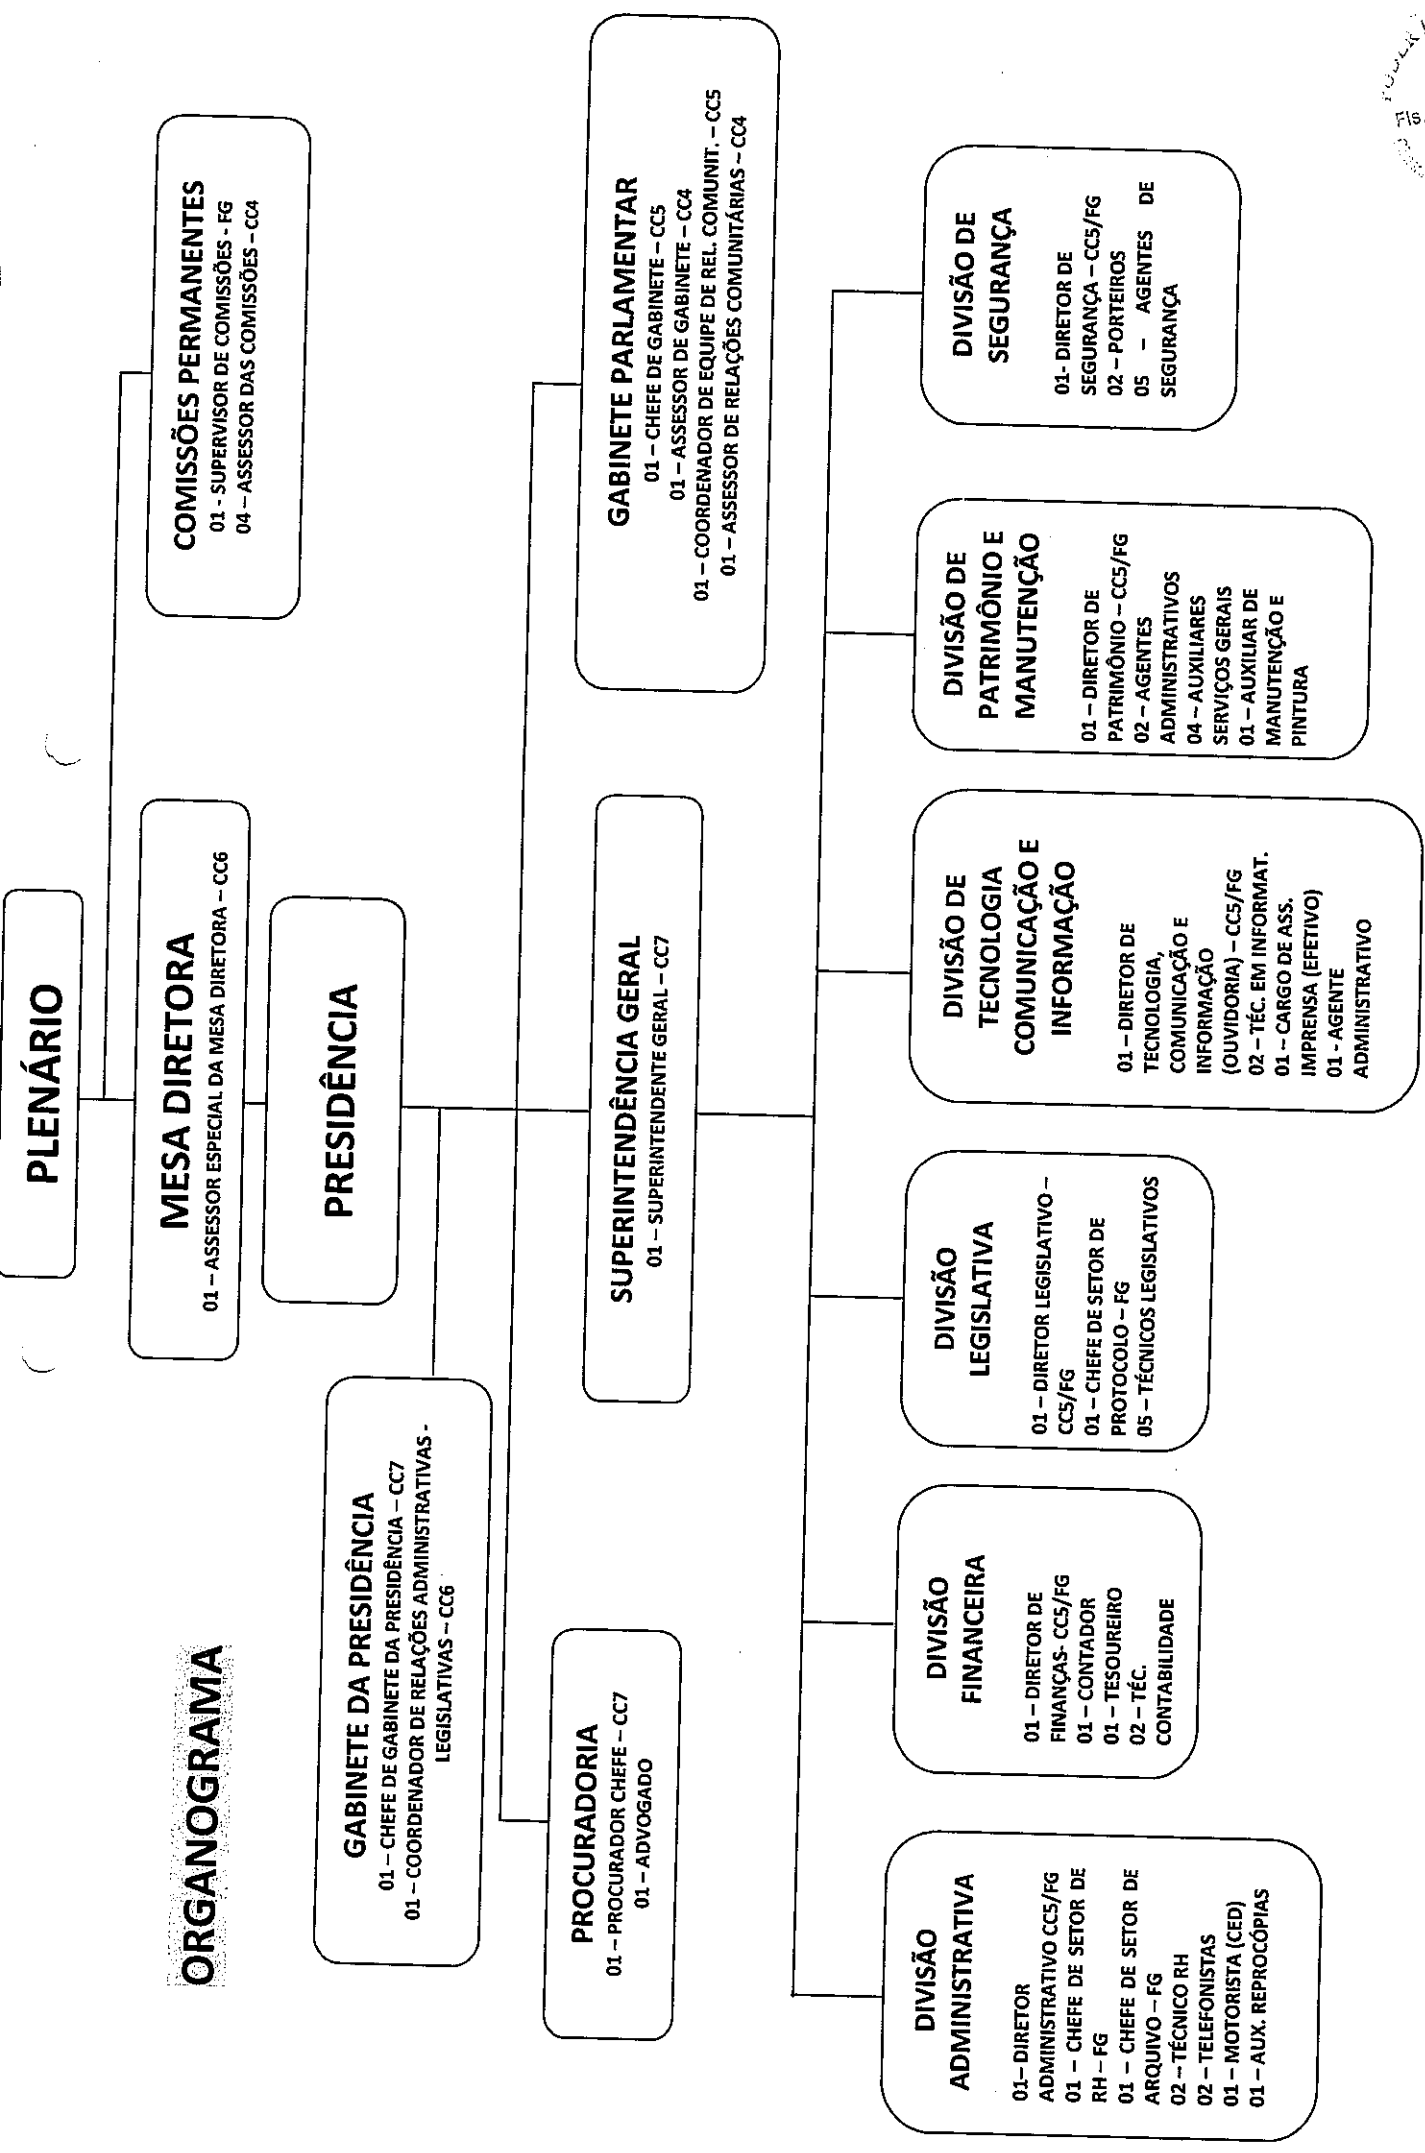 ORGANOGRAMA
PLENÁRIO
MESA DIRETORA
01 – ASSESSOR ESPECIAL DA MESA DIRETORA – CC6
COMISSÕES PERMANENTES
01 - SUPERVISOR DE COMISSÕES - FG
04 – ASSESSOR DAS COMISSÕES – CC4
PRESIDÊNCIA
GABINETE DA PRESIDÊNCIA
01 – CHEFE DE GABINETE DA PRESIDÊNCIA – CC7
01 – COORDENADOR DE RELAÇÕES ADMINISTRATIVAS -
LEGISLATIVAS – CC6
PROCURADORIA
01 – PROCURADOR CHEFE – CC7
01 – ADVOGADO
SUPERINTENDÊNCIA GERAL
01 – SUPERINTENDENTE GERAL – CC7
GABINETE PARLAMENTAR
01 – CHEFE DE GABINETE – CC5
01 – ASSESSOR DE GABINETE – CC4
01 – COORDENADOR DE EQUIPE DE REL. COMUNIT. – CC5
01 – ASSESSOR DE RELAÇÕES COMUNITÁRIAS – CC4
DIVISÃO
ADMINISTRATIVA
01– DIRETOR
ADMINISTRATIVO CC5/FG
01 – CHEFE DE SETOR DE
RH – FG
01 – CHEFE DE SETOR DE
ARQUIVO – FG
02 – TÉCNICO RH
02 – TELEFONISTAS
01 – MOTORISTA (CED)
01 – AUX. REPROCÓPIAS
DIVISÃO
FINANCEIRA
01 – DIRETOR DE
FINANÇAS- CC5/FG
01 – CONTADOR
01 – TESOUREIRO
02 – TÉC.
CONTABILIDADE
DIVISÃO
LEGISLATIVA
01 – DIRETOR LEGISLATIVO –
CC5/FG
01 – CHEFE DE SETOR DE
PROTOCOLO – FG
05 – TÉCNICOS LEGISLATIVOS
DIVISÃO DE
TECNOLOGIA
COMUNICAÇÃO E
INFORMAÇÃO
01 – DIRETOR DE
TECNOLOGIA,
COMUNICAÇÃO E
INFORMAÇÃO
(OUVIDORIA) – CC5/FG
02 – TÉC. EM INFORMAT.
01 – CARGO DE ASS.
IMPRENSA (EFETIVO)
01 - AGENTE
ADMINISTRATIVO
DIVISÃO DE
PATRIMÔNIO E
MANUTENÇÃO
01 – DIRETOR DE
PATRIMÔNIO – CC5/FG
02 – AGENTES
ADMINISTRATIVOS
04 – AUXILIARES
SERVIÇOS GERAIS
01 – AUXILIAR DE
MANUTENÇÃO E
PINTURA
DIVISÃO DE
SEGURANÇA
01- DIRETOR DE
SEGURANÇA – CC5/FG
02 – PORTEIROS
05 – AGENTES DE
SEGURANÇA
Fls.